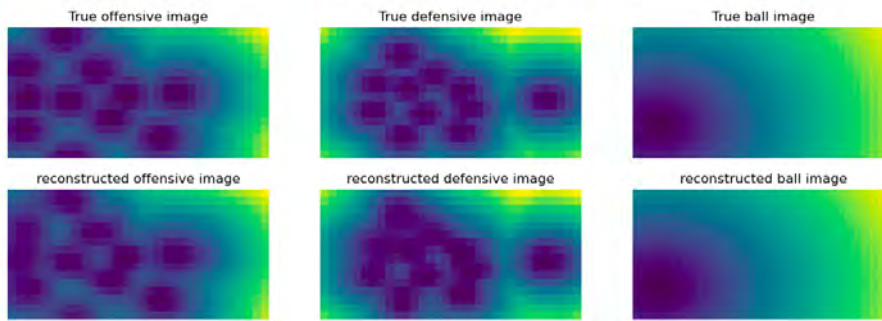 True offensive image True defensive image True ball image
reconstructed offensive image reconstructed defensive image reconstructed ball image